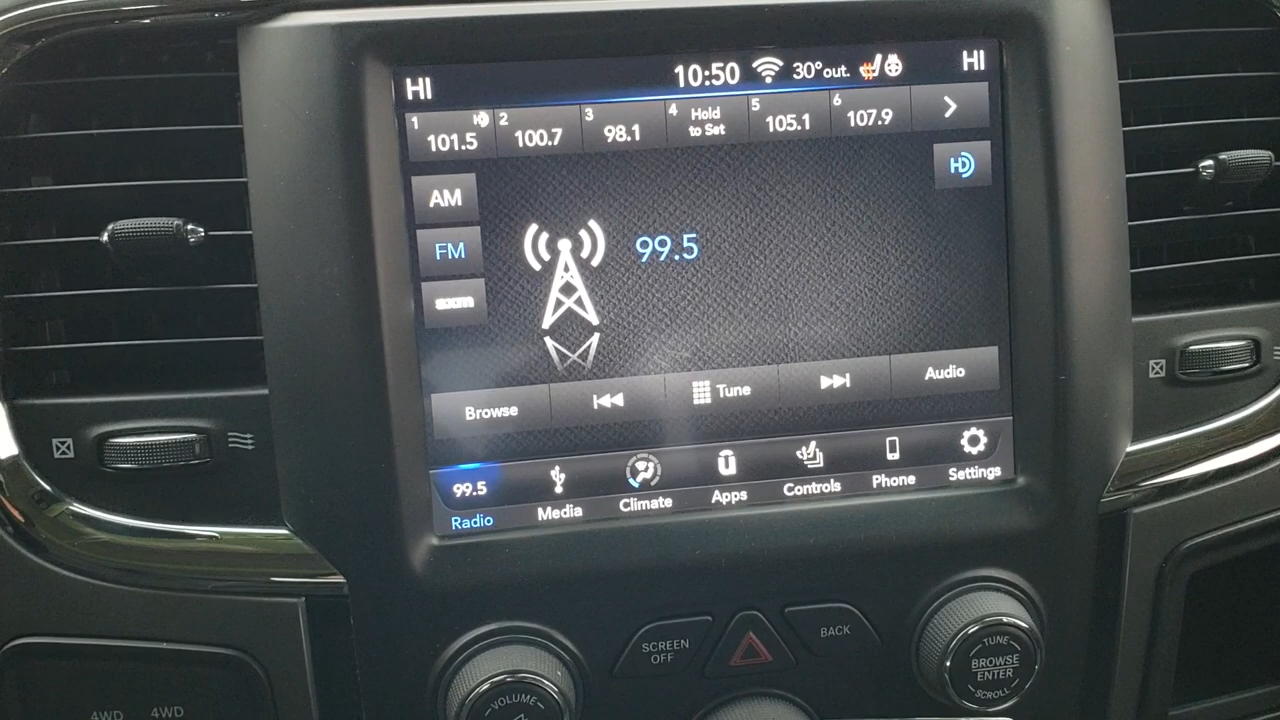 HI 10:50 30° out. HI
1 101.5 HD 2 100.7 3 98.1 4 Hold to Set 5 105.1 6 107.9
HD
AM
FM 99.5
sxm
Browse Tune Audio
99.5
Radio Media Climate Apps Controls Phone Settings
SCREEN
OFF
BACK
TUNE
BROWSE
ENTER
SCROLL
VOLUME
4WD 4WD